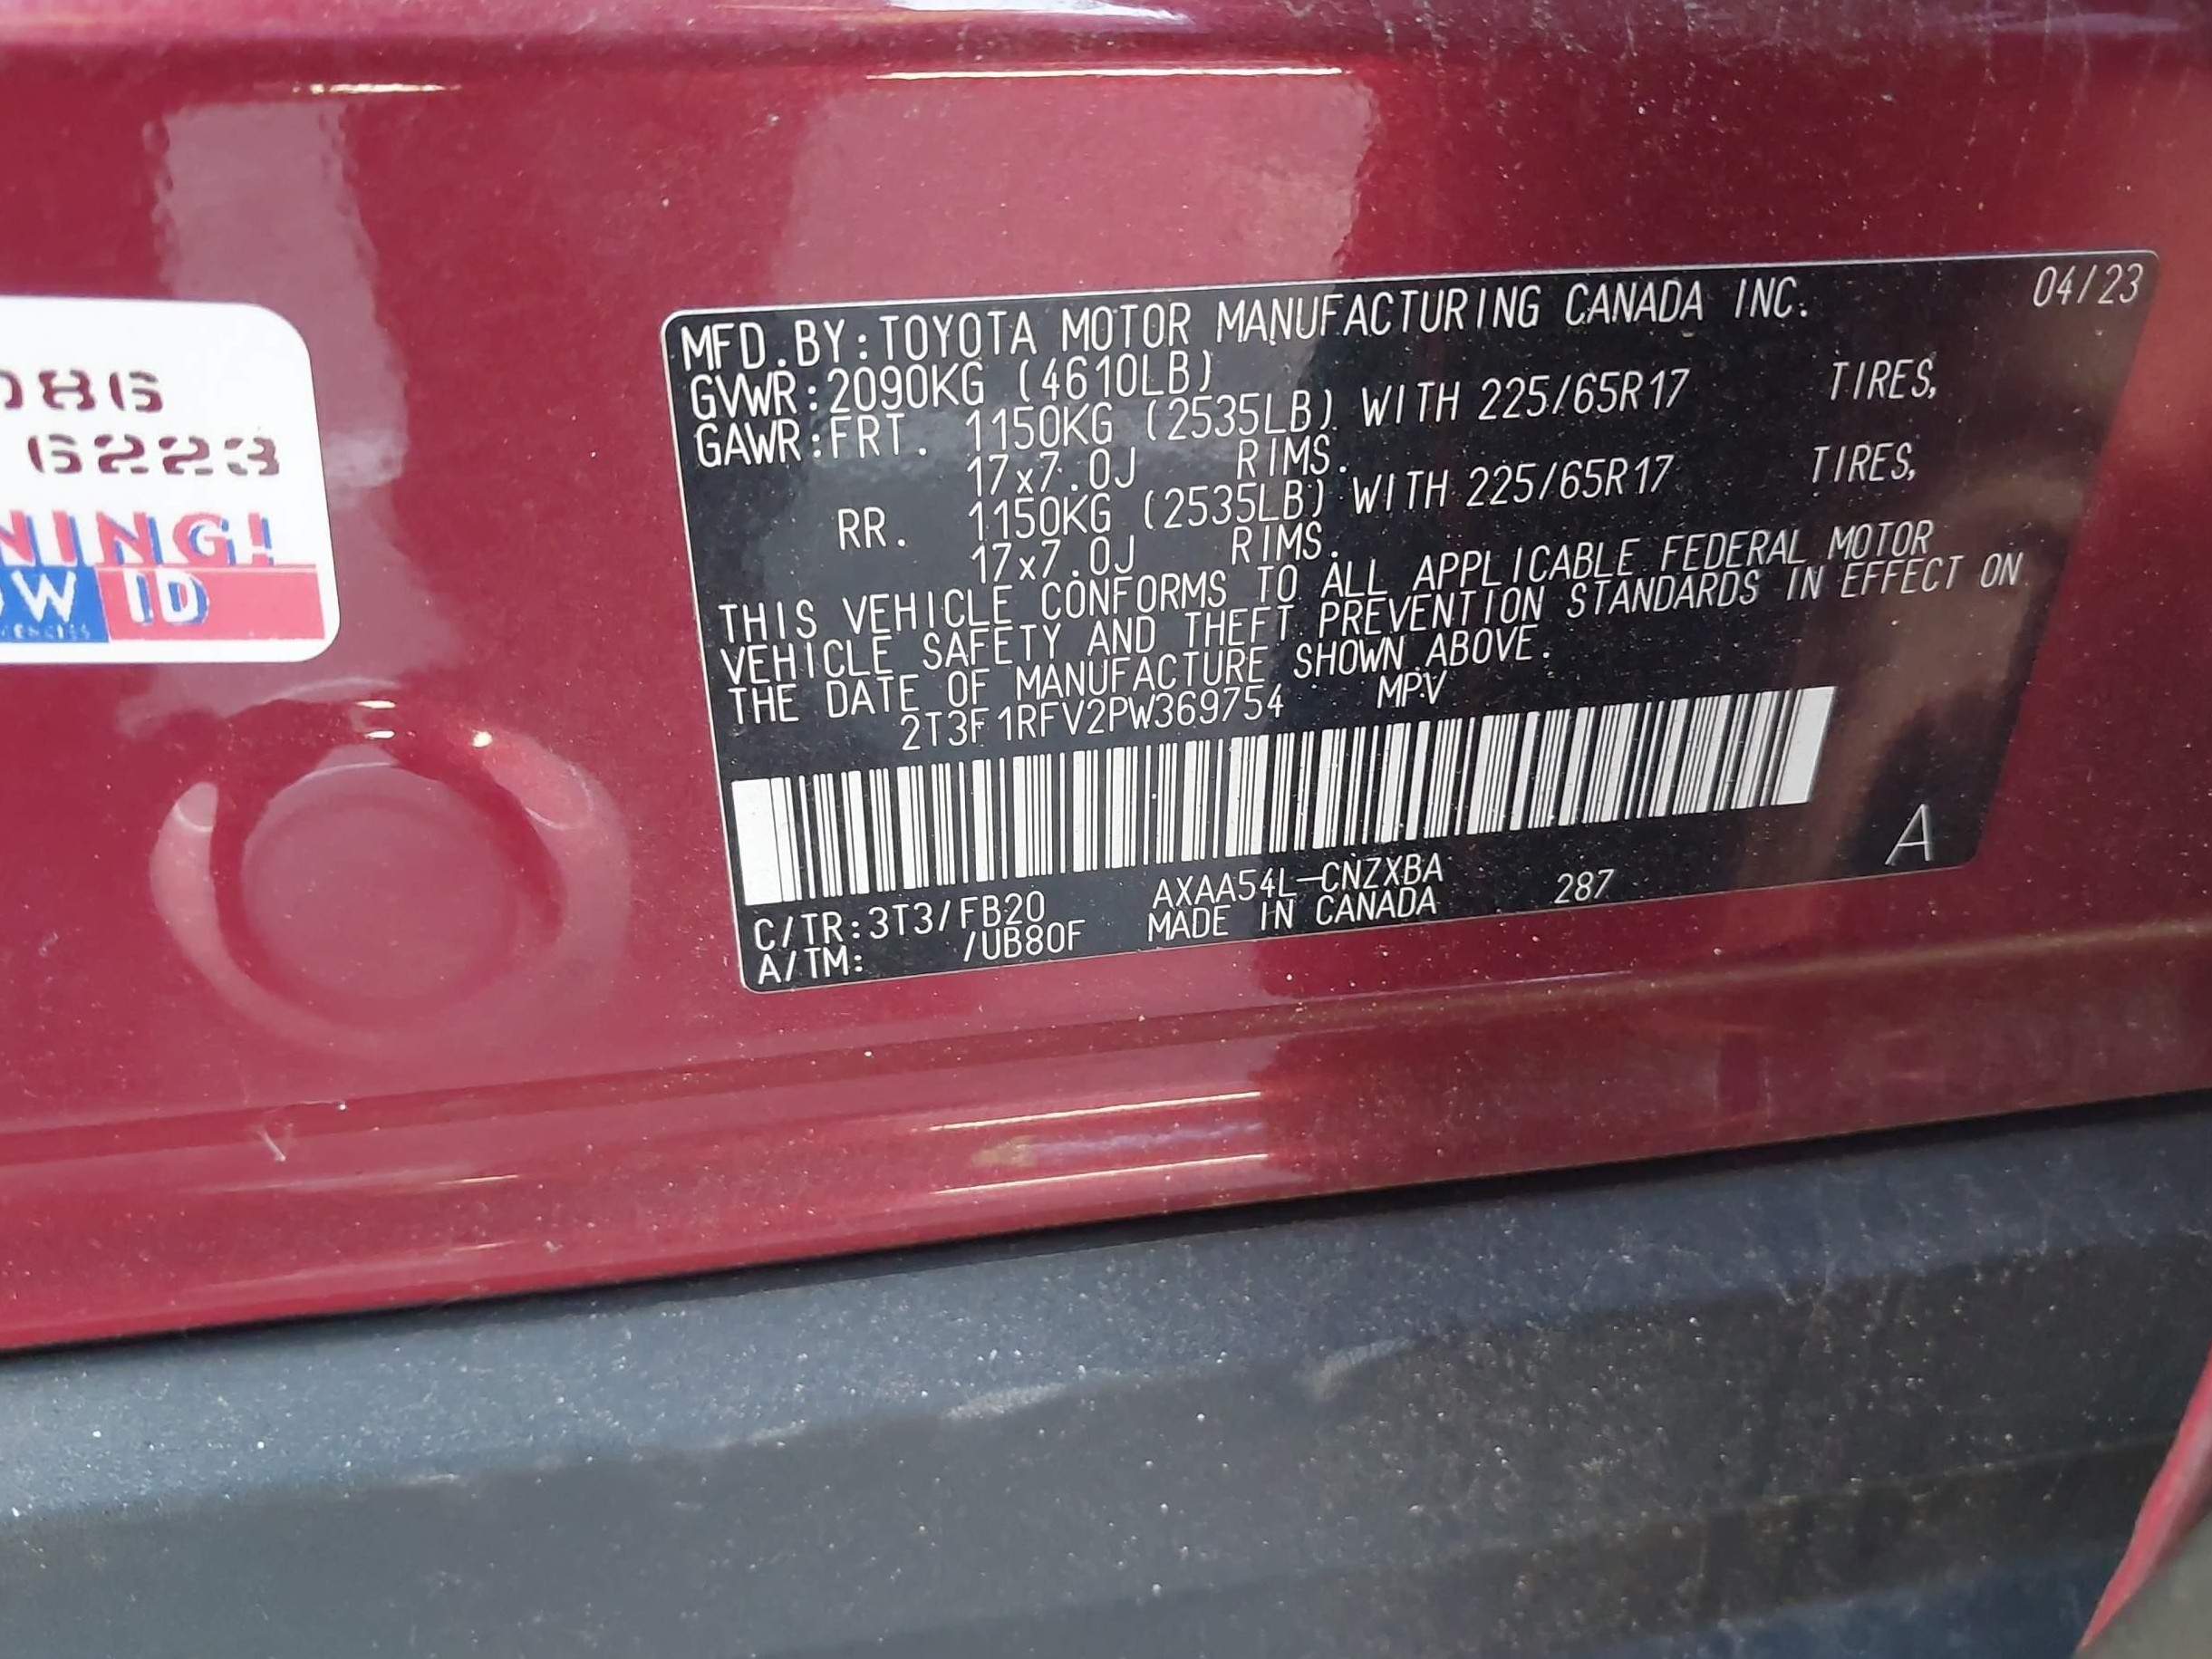 086
6223
NING!
OW ID
MFD.BY:TOYOTA MOTOR MANUFACTURING CANADA INC. 04/23
GVWR:2090KG (4610LB)
GAWR:FRT. 1150KG (2535LB) WITH 225/65R17 TIRES,
17x7.0J RIMS.
RR. 1150KG (2535LB) WITH 225/65R17 TIRES,
17x7.0J RIMS.
THIS VEHICLE CONFORMS TO ALL APPLICABLE FEDERAL MOTOR
VEHICLE SAFETY AND THEFT PREVENTION STANDARDS IN EFFECT ON
THE DATE OF MANUFACTURE SHOWN ABOVE.
2T3F1RFV2PW369754 MPV
C/TR:3T3/FB20 AXAA54L-CNZXBA 287 A
A/TM: /UB80F MADE IN CANADA